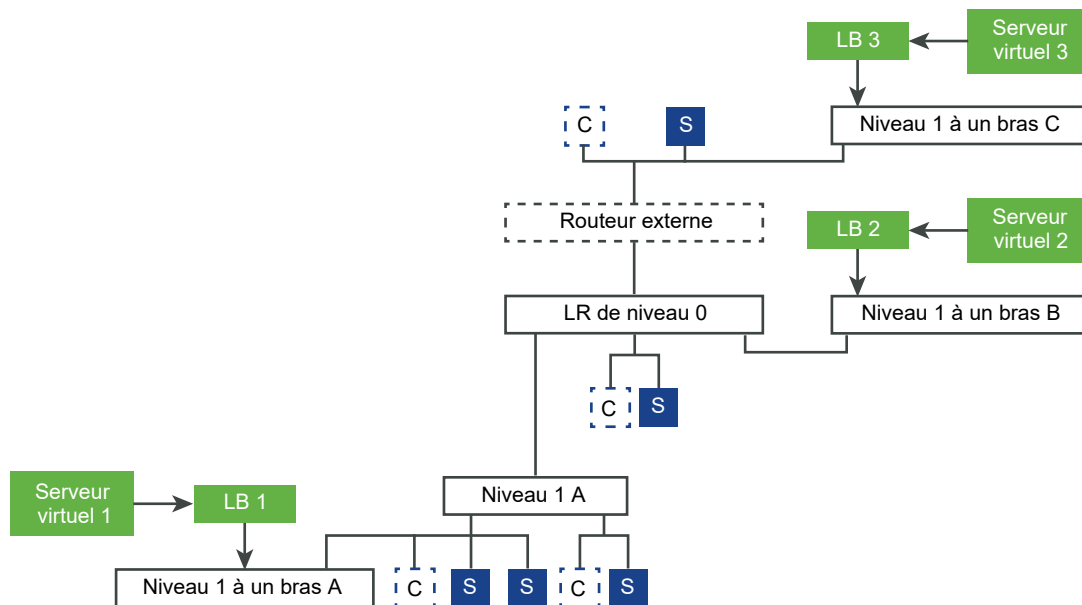 LB 3
Serveur
virtuel 3
C
S
Niveau 1 à un bras C
Routeur externe
LB 2
Serveur
virtuel 2
LR de niveau 0
Niveau 1 à un bras B
C
S
Niveau 1 A
Serveur
virtuel 1
LB 1
Niveau 1 à un bras A
C
S
S
C
S